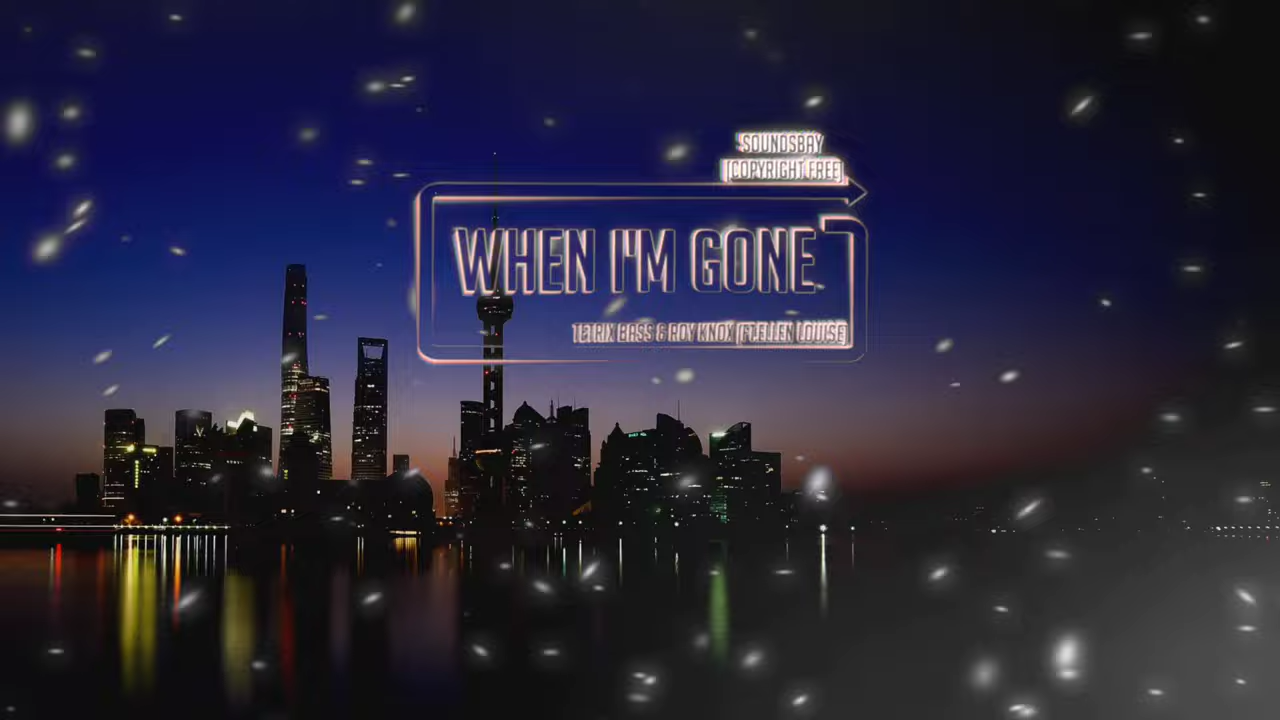 SOUNDSBAY
[COPYRIGHT FREE]
WHEN I'M GONE
TETRIX BASS & ROY KNOX [FT.ELLEN LOUISE]